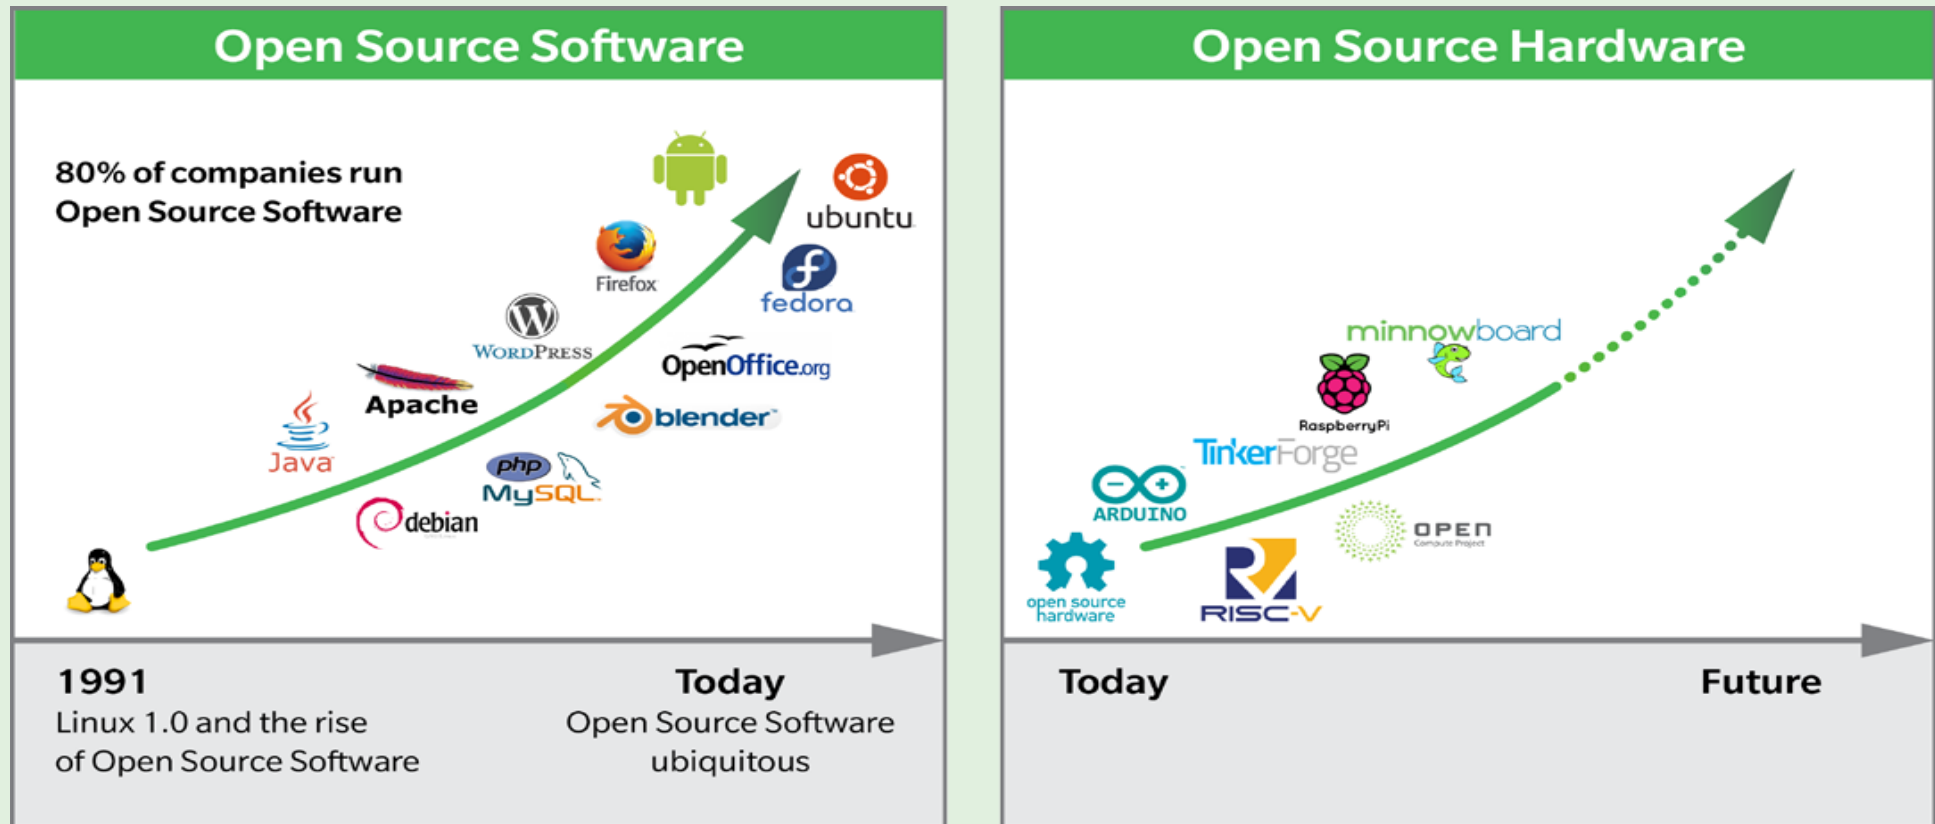 Open Source Software
80% of companies run
Open Source Software
ubuntu
Firefox
fedora
WORDPRESS
OpenOffice.org
Apache
blender
Java
php
MySQL
debian
1991
Linux 1.0 and the rise
of Open Source Software
Today
Open Source Software
ubiquitous
Open Source Hardware
minnowboard
RaspberryPi
TinkerForge
ARDUINO
OPEN
Compute Project
open source
hardware
RISC-V
Today
Future